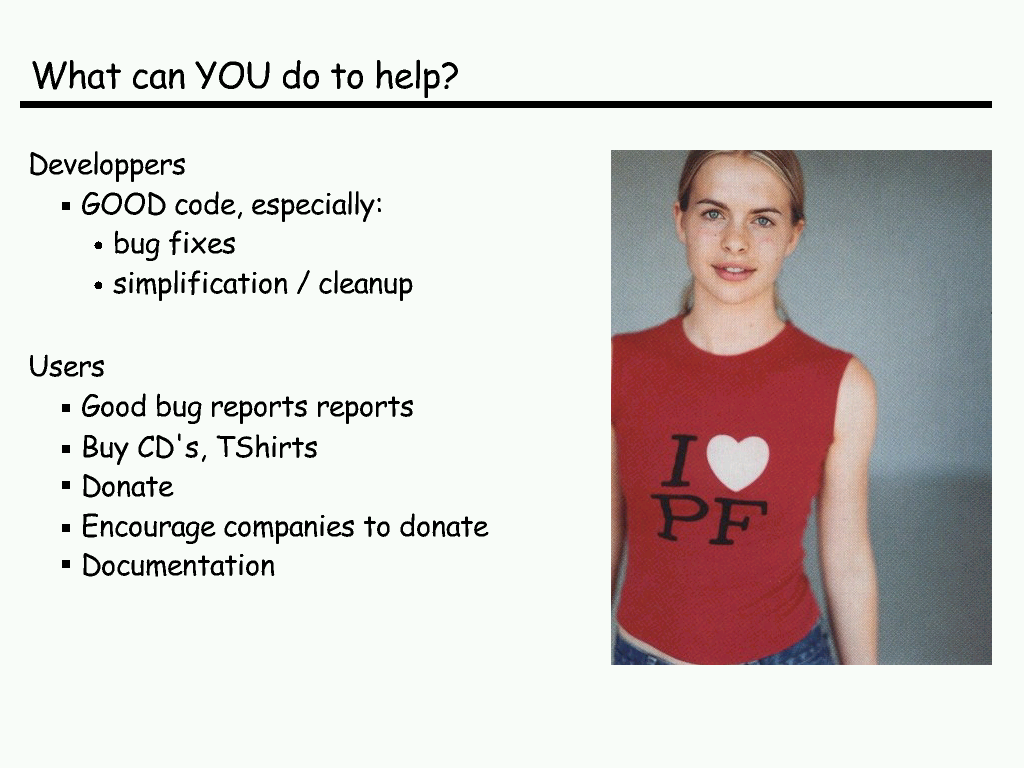 What can YOU do to help?
Developpers
GOOD code, especially:
bug fixes
simplification / cleanup
Users
Good bug reports reports
Buy CD's, TShirts
Donate
Encourage companies to donate
Documentation
I
PF